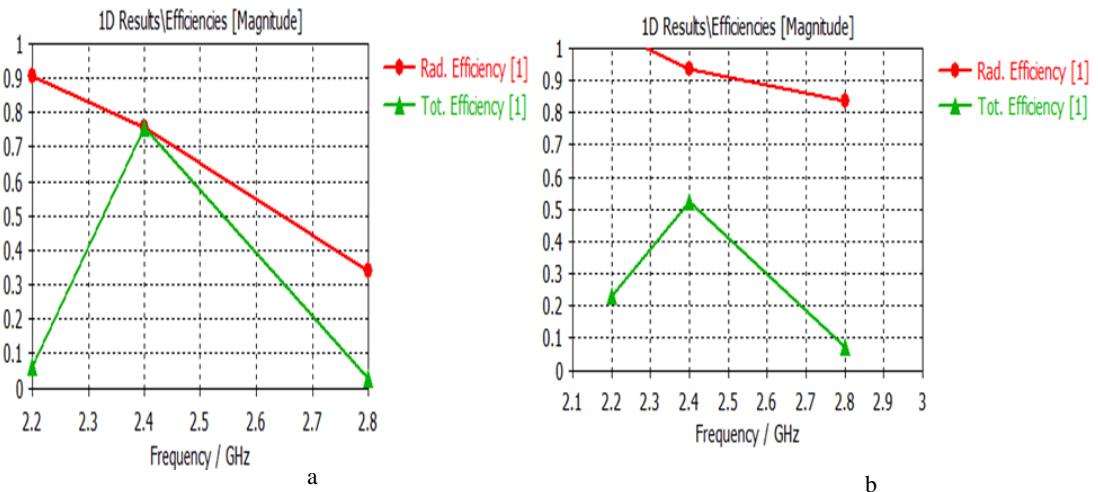 1D Results\Efficiencies [Magnitude]
1
0.9
0.8
0.7
0.6
0.5
0.4
0.3
0.2
0.1
0
2.2 2.3 2.4 2.5 2.6 2.7 2.8
Frequency / GHz
Rad. Efficiency [1]
Tot. Efficiency [1]
a
1D Results\Efficiencies [Magnitude]
1
0.9
0.8
0.7
0.6
0.5
0.4
0.3
0.2
0.1
0
2.1 2.2 2.3 2.4 2.5 2.6 2.7 2.8 2.9 3
Frequency / GHz
Rad. Efficiency [1]
Tot. Efficiency [1]
b